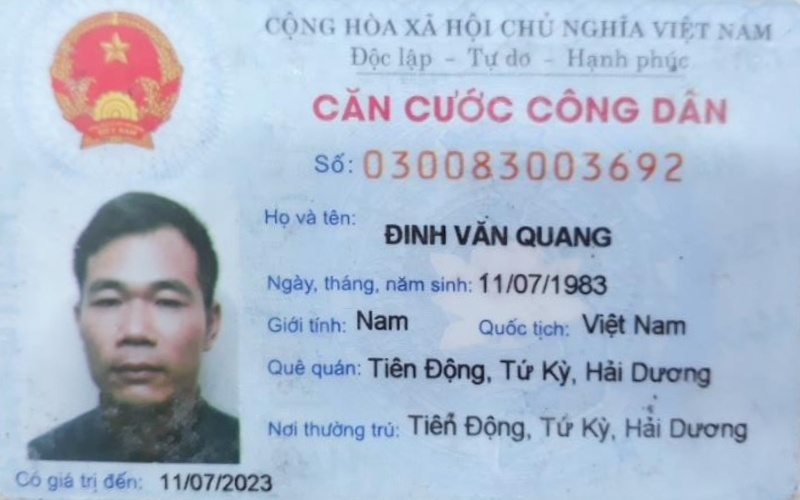 CỘNG HÒA XÃ HỘI CHỦ NGHĨA VIỆT NAM
Độc lập - Tự do - Hạnh phúc
CĂN CƯỚC CÔNG DÂN
Số: 030083003692
Họ và tên: ĐINH VĂN QUANG
Ngày, tháng, năm sinh: 11/07/1983
Giới tính: Nam Quốc tịch: Việt Nam
Quê quán: Tiên Động, Tứ Kỳ, Hải Dương
Nơi thường trú: Tiên Động, Tứ Kỳ, Hải Dương
Có giá trị đến: 11/07/2023